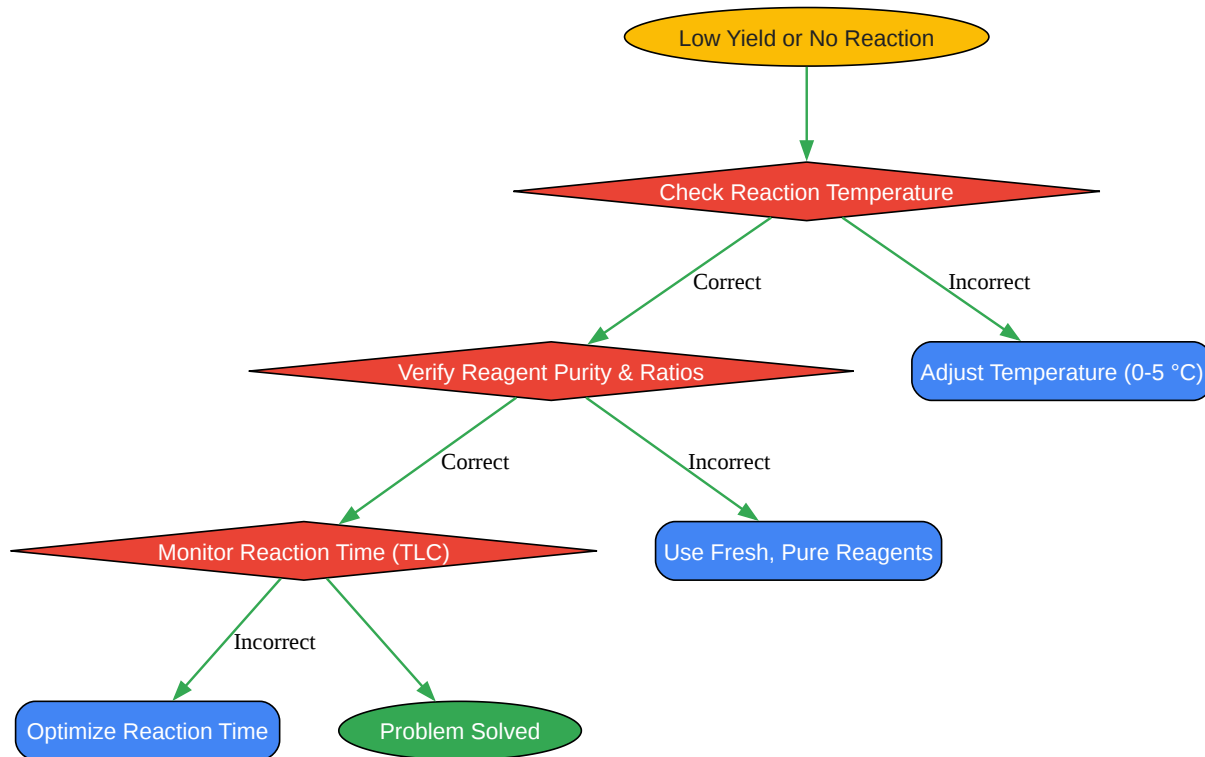 Low Yield or No Reaction
Check Reaction Temperature
Correct
Incorrect
Verify Reagent Purity & Ratios
Adjust Temperature (0-5 °C)
Correct
Incorrect
Monitor Reaction Time (TLC)
Use Fresh, Pure Reagents
Incorrect
Optimize Reaction Time
Problem Solved